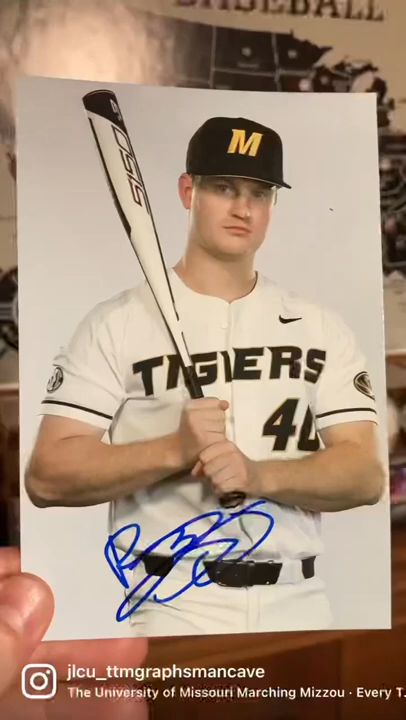 BASEBALL
M
TIGERS
40
jlcu_ttmgraphsmancave
The University of Missouri Marching Mizzou · Every T